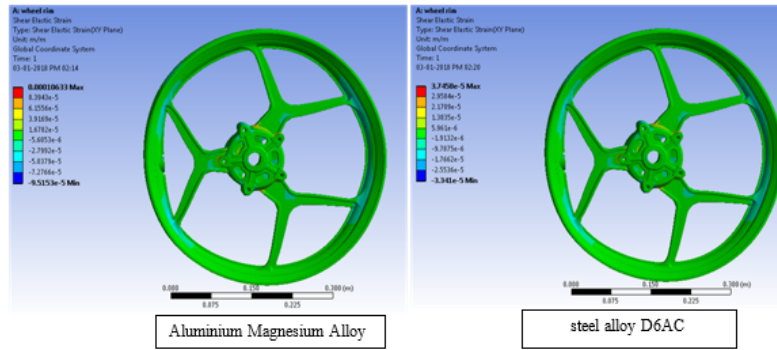 A: wheel rim
Shear Elastic Strain
Type: Shear Elastic Strain(XY Plane)
Unit: m/m
Global Coordinate System
Time: 1
03-01-2018 PM 02:14
0.00010633 Max
8.3943e-5
6.1556e-5
3.9169e-5
1.6782e-5
-5.6053e-6
-2.7992e-5
-5.0379e-5
-7.2766e-5
-9.5153e-5 Min
0.000
0.150
0.300 (m)
0.075
0.225
Aluminium Magnesium Alloy
A: wheel rim
Shear Elastic Strain
Type: Shear Elastic Strain(XY Plane)
Unit: m/m
Global Coordinate System
Time: 1
03-01-2018 PM 02:20
3.7458e-5 Max
2.9584e-5
2.1709e-5
1.3835e-5
5.961e-6
-1.9132e-6
-9.7875e-6
-1.7662e-5
-2.5536e-5
-3.341e-5 Min
0.000
0.150
0.300 (m)
0.075
0.225
steel alloy D6AC